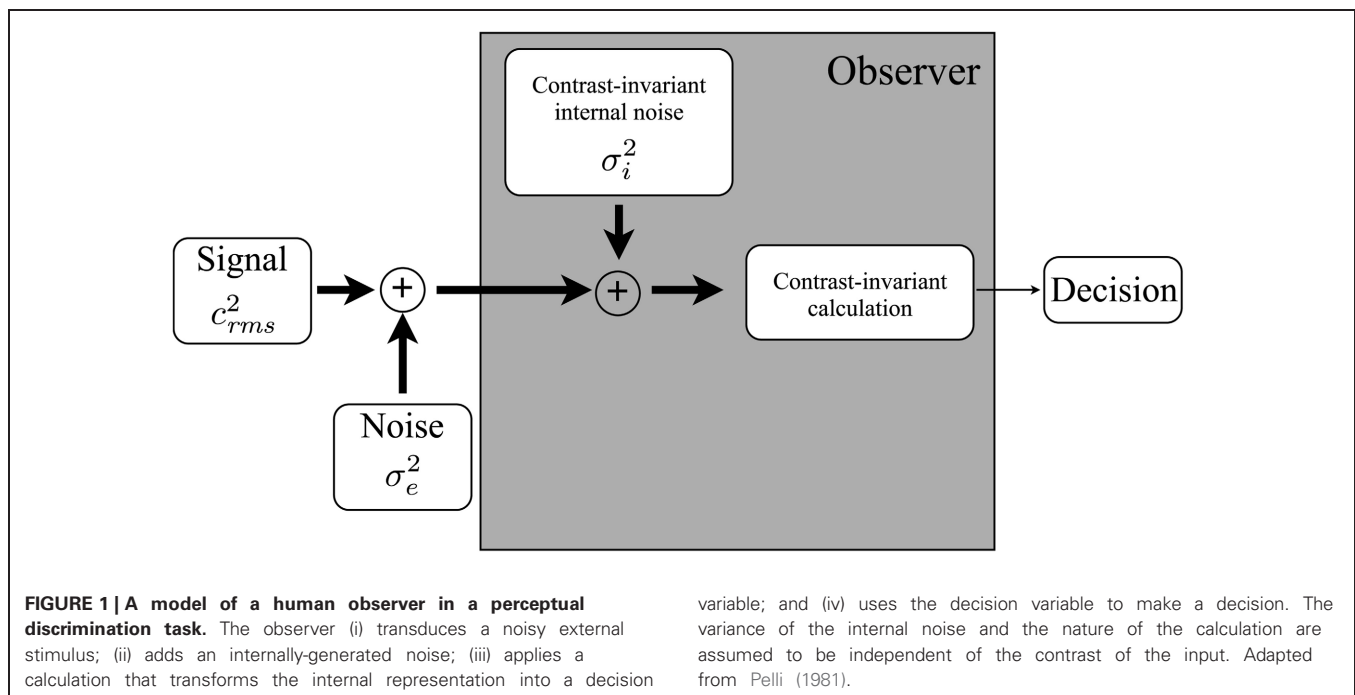 Observer
Contrast-invariant
internal noise
σ_i^2
Signal
c_{rms}^2
+
+
Contrast-invariant
calculation
Decision
Noise
σ_e^2
FIGURE 1 | A model of a human observer in a perceptual
discrimination task. The observer (i) transduces a noisy external
stimulus; (ii) adds an internally-generated noise; (iii) applies a
calculation that transforms the internal representation into a decision
variable; and (iv) uses the decision variable to make a decision. The
variance of the internal noise and the nature of the calculation are
assumed to be independent of the contrast of the input. Adapted
from Pelli (1981).